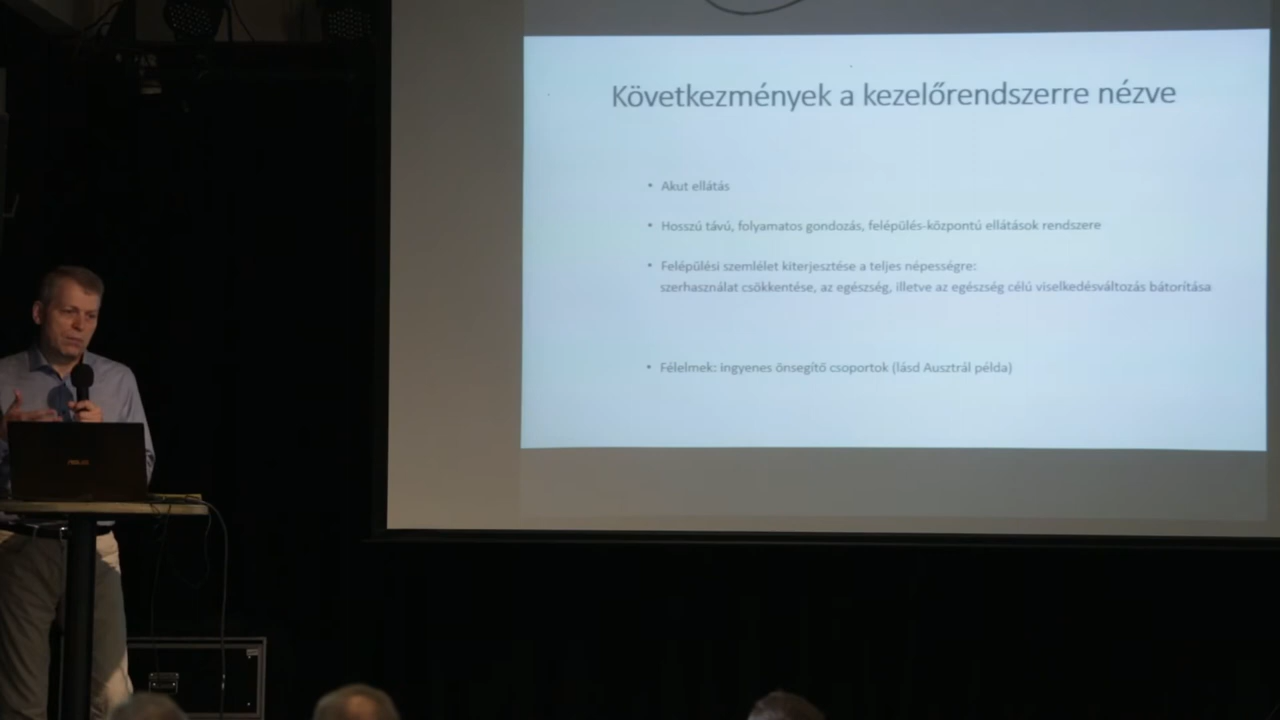 Következmények a kezelőrendszerre nézve
• Akut ellátás
• Hosszú távú, folyamatos gondozás, felépülés-központú ellátások rendszere
• Felépülési szemlélet kiterjesztése a teljes népességre:
szerhasználat csökkentése, az egészség, illetve az egészség célú viselkedésváltozás bátorítása
• Félelmek: ingyenes önsegítő csoportok (lásd Ausztrál példa)
ASUS